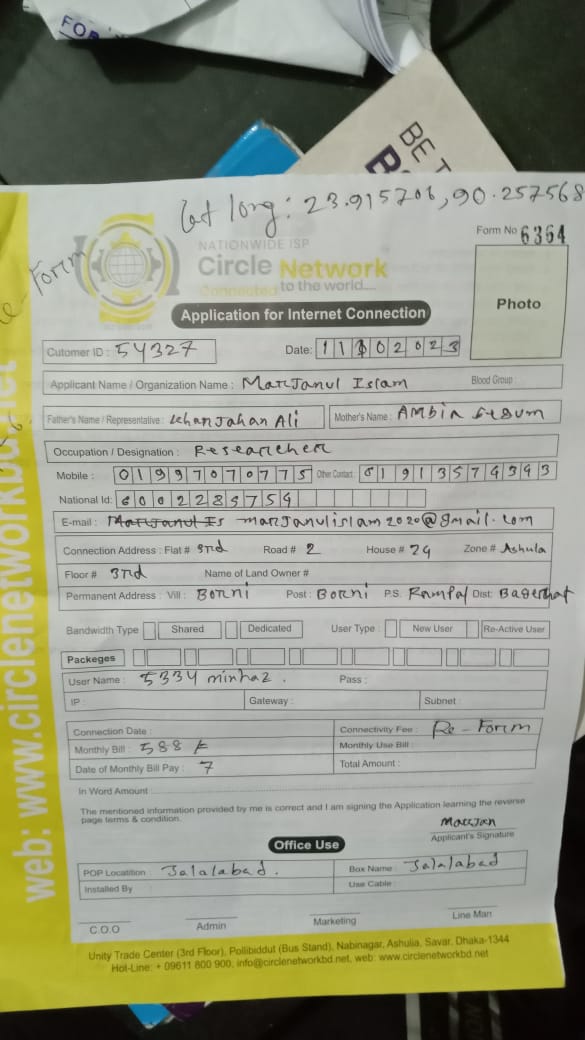 FOR
BE T
B
Lat long: 23.915706, 90.257568
Re-Form
NATIONWIDE ISP
Circle Network
Connected to the world....
Form No 6364
Photo
Application for Internet Connection
Cutomer ID: 54327
Date: 11102023
Applicant Name / Organization Name: Marjanul Islam Blood Group:
Father's Name / Representative: Khanjahan Ali Mother's Name: Ambia Begum
Occupation / Designation: Researcher
Mobile: 01997070775 Other Contact: 01913574393
National Id: 6002285754
E-mail: Marjanul Is marjanulislam2020@gmail.com
Connection Address: Flat # 3rd Road # 2 House # 24 Zone # Ashula
Floor # 3rd Name of Land Owner #
Permanent Address: Vill: Borni Post: Borni P.S. Rampal Dist: Bagerhat
Bandwidth Type Shared Dedicated User Type: New User Re-Active User
Packeges
User Name: 5334 minhaz. Pass:
IP: Gateway: Subnet:
Connection Date: Connectivity Fee: Re-Form
Monthly Bill: 588 Monthly Use Bill:
Date of Monthly Bill Pay: 7 Total Amount:
In Word Amount
The mentioned information provided by me is correct and I am signing the Application learning the reverse
page terms & condition.
Marjan
Applicant's Signature
Office Use
POP Locatition Jalalabad. Box Name: Jalalabad
Installed By Use Cable:
C.O.O Admin Marketing Line Man
Unity Trade Center (3rd Floor), Pollibiddut (Bus Stand), Nabinagar, Ashulia, Savar, Dhaka-1344
Hot-Line: + 09611 800 900, info@circlenetworkbd.net, web: www.circlenetworkbd.net
web: www.circlenetworkbd.net